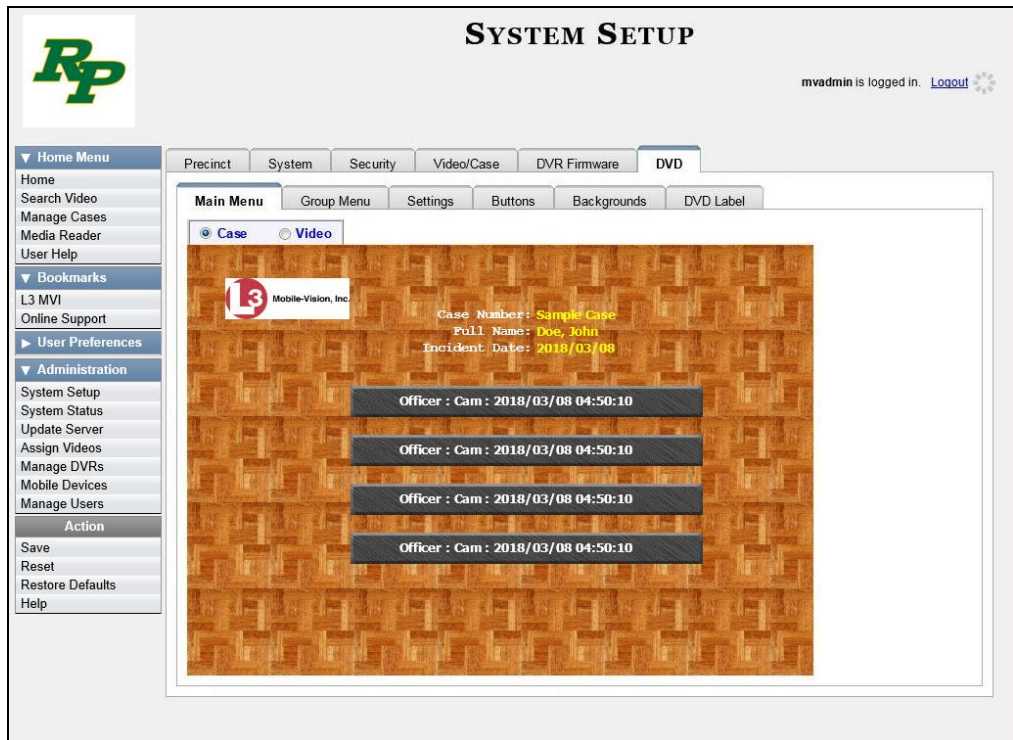 RP
SYSTEM SETUP
mvadmin is logged in. Logout
▼ Home Menu
Home
Search Video
Manage Cases
Media Reader
User Help
▼ Bookmarks
L3 MVI
Online Support
▶ User Preferences
▼ Administration
System Setup
System Status
Update Server
Assign Videos
Manage DVRs
Mobile Devices
Manage Users
Action
Save
Reset
Restore Defaults
Help
Precinct System Security Video/Case DVR Firmware DVD
Main Menu Group Menu Settings Buttons Backgrounds DVD Label
Case Video
L3 Mobile-Vision, Inc.
Case Number: Sample Case
Full Name: Doe, John
Incident Date: 2018/03/08
Officer : Cam : 2018/03/08 04:50:10
Officer : Cam : 2018/03/08 04:50:10
Officer : Cam : 2018/03/08 04:50:10
Officer : Cam : 2018/03/08 04:50:10